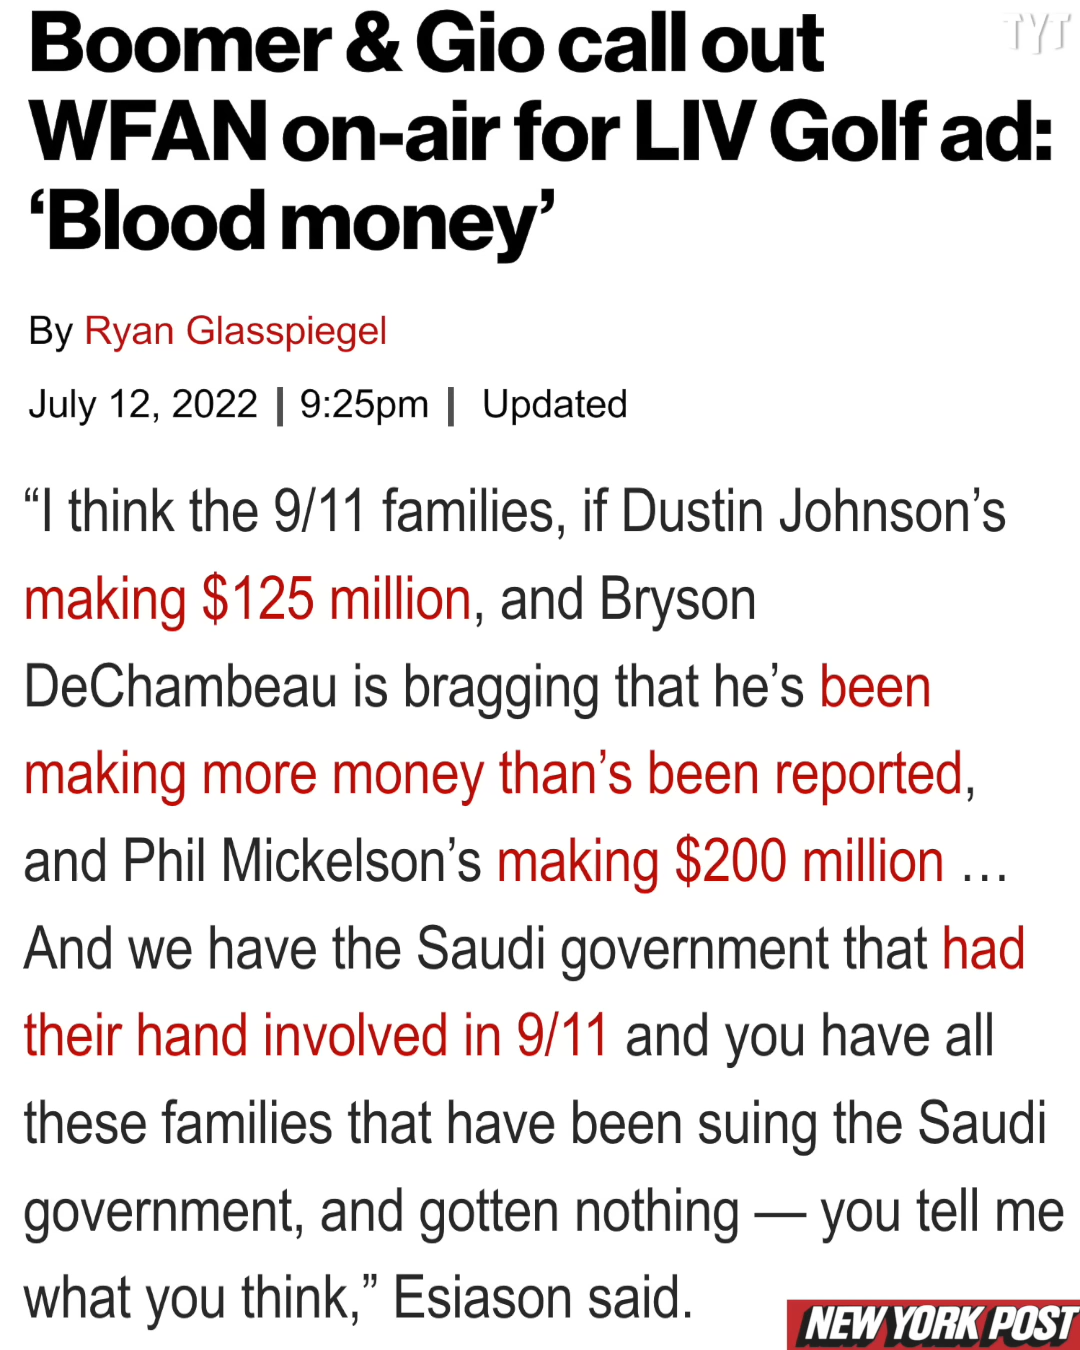 TYT
Boomer & Gio call out
WFAN on-air for LIV Golf ad:
‘Blood money’
By Ryan Glasspiegel
July 12, 2022 | 9:25pm | Updated
“I think the 9/11 families, if Dustin Johnson’s
making $125 million, and Bryson
DeChambeau is bragging that he’s been
making more money than’s been reported,
and Phil Mickelson’s making $200 million …
And we have the Saudi government that had
their hand involved in 9/11 and you have all
these families that have been suing the Saudi
government, and gotten nothing — you tell me
what you think,” Esiason said.
NEW YORK POST